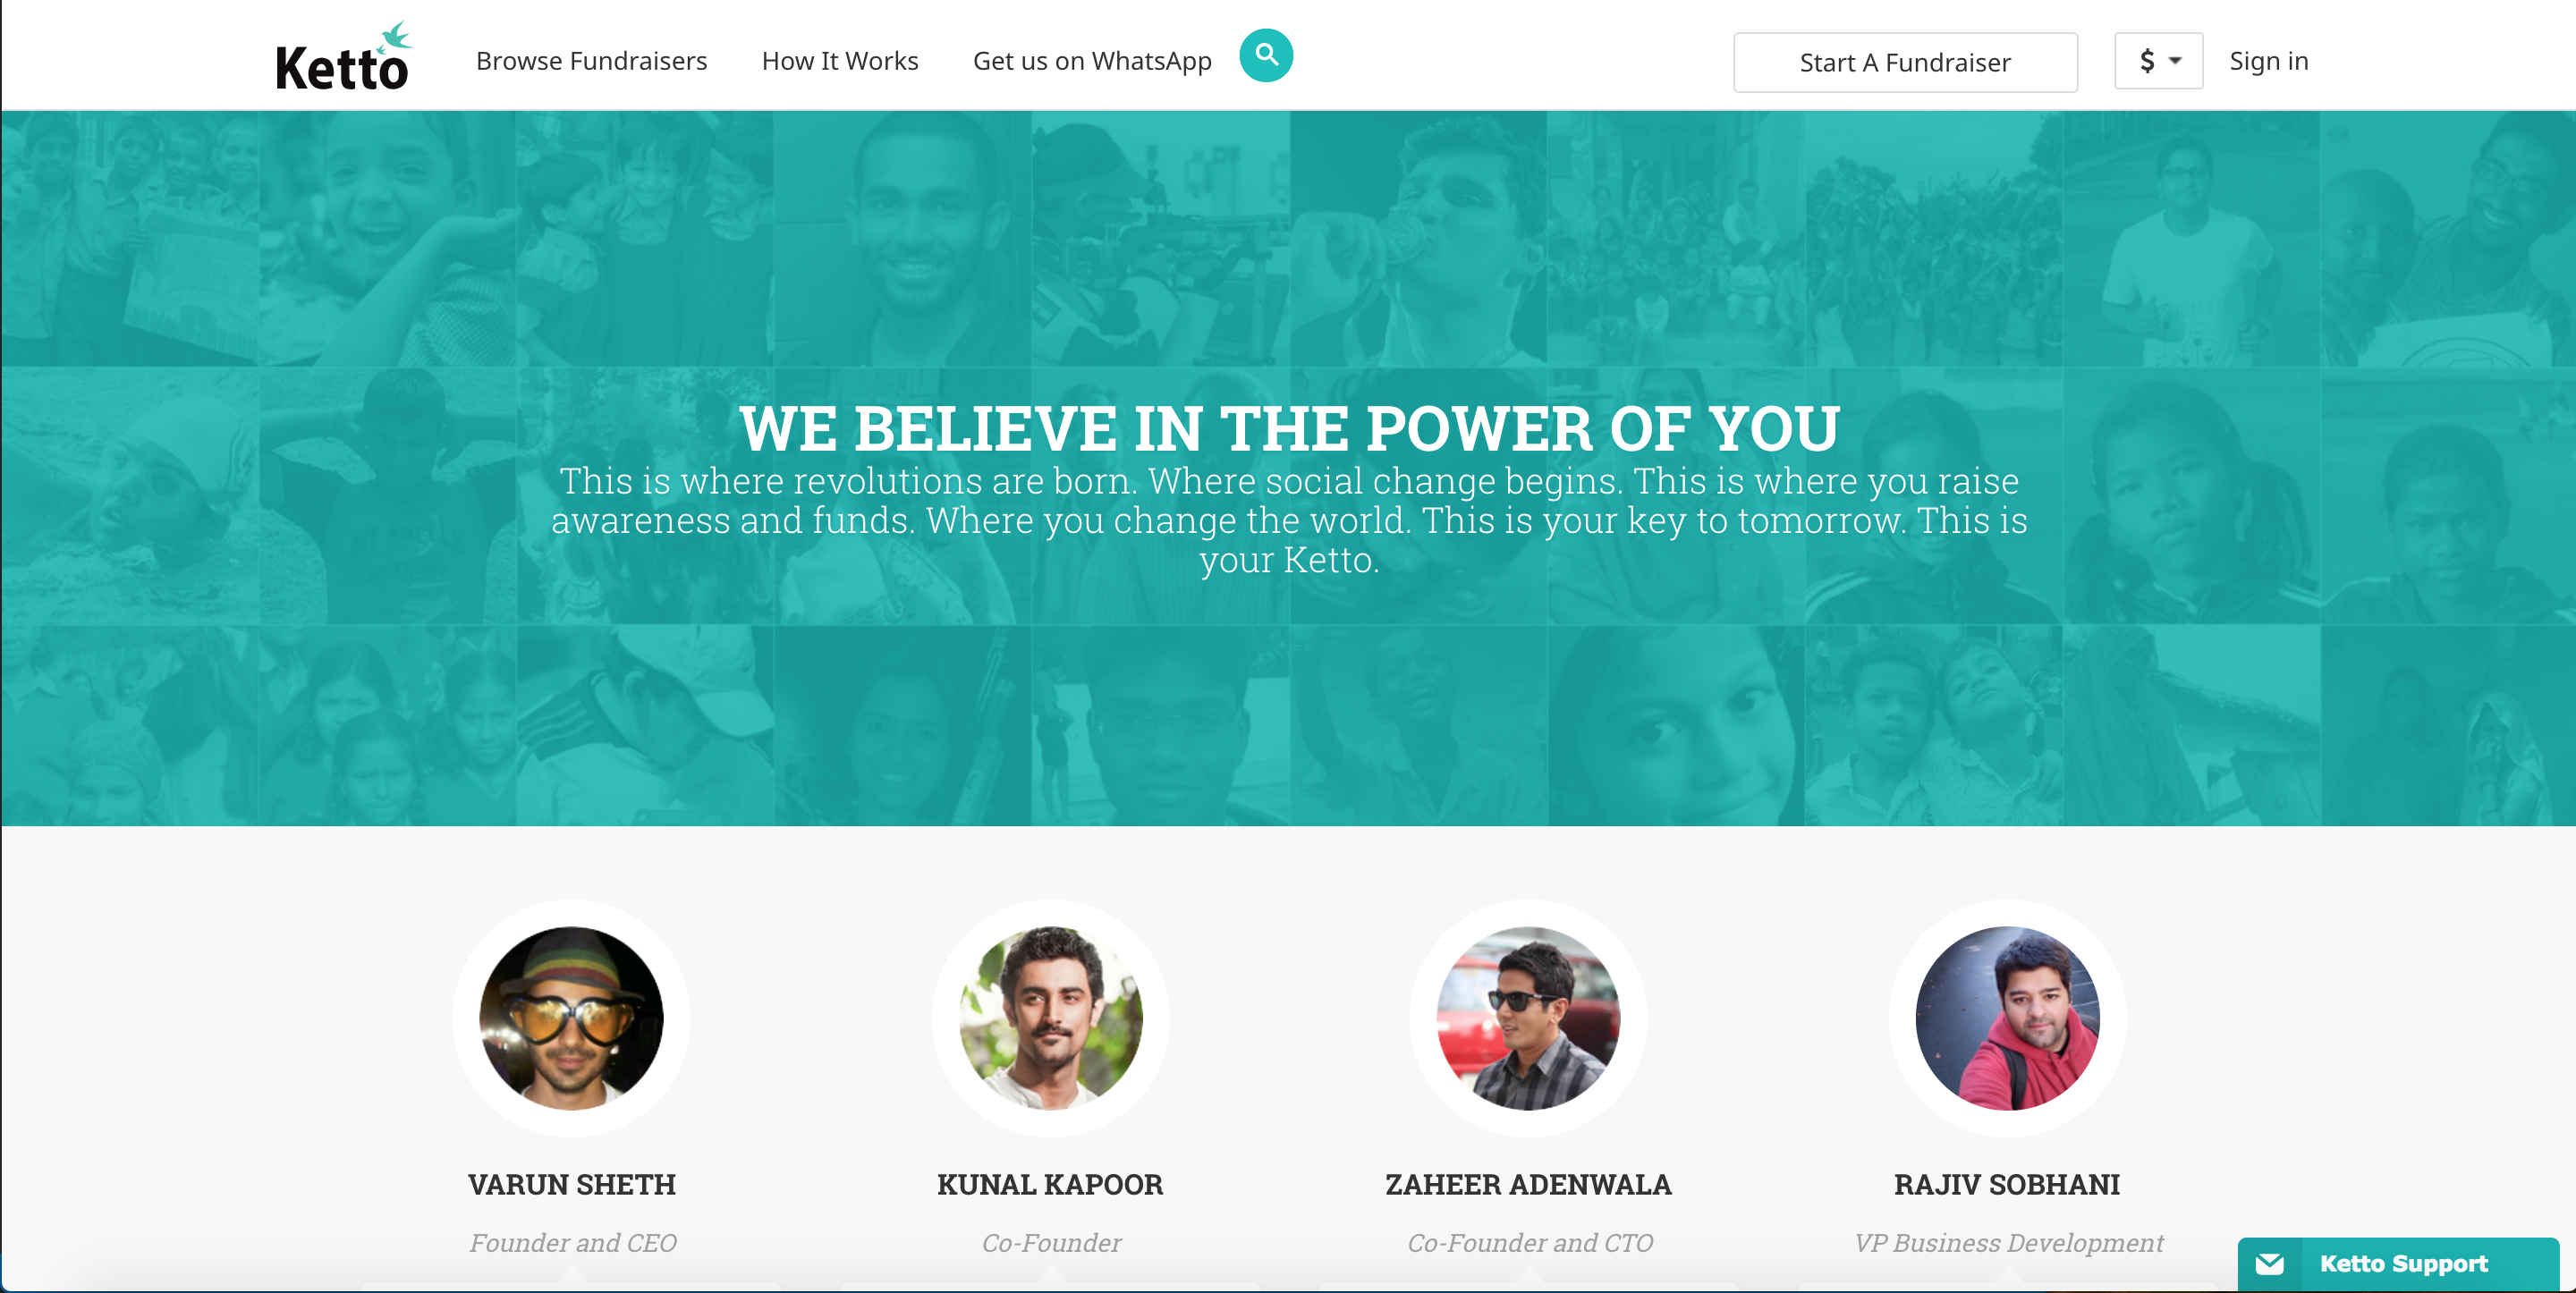 Ketto
Browse Fundraisers
How It Works
Get us on WhatsApp
Start A Fundraiser
$
Sign in
WE BELIEVE IN THE POWER OF YOU
This is where revolutions are born. Where social change begins. This is where you raise
awareness and funds. Where you change the world. This is your key to tomorrow. This is
your Ketto.
VARUN SHETH
Founder and CEO
KUNAL KAPOOR
Co-Founder
ZAHEER ADENWALA
Co-Founder and CTO
RAJIV SOBHANI
VP Business Development
Ketto Support